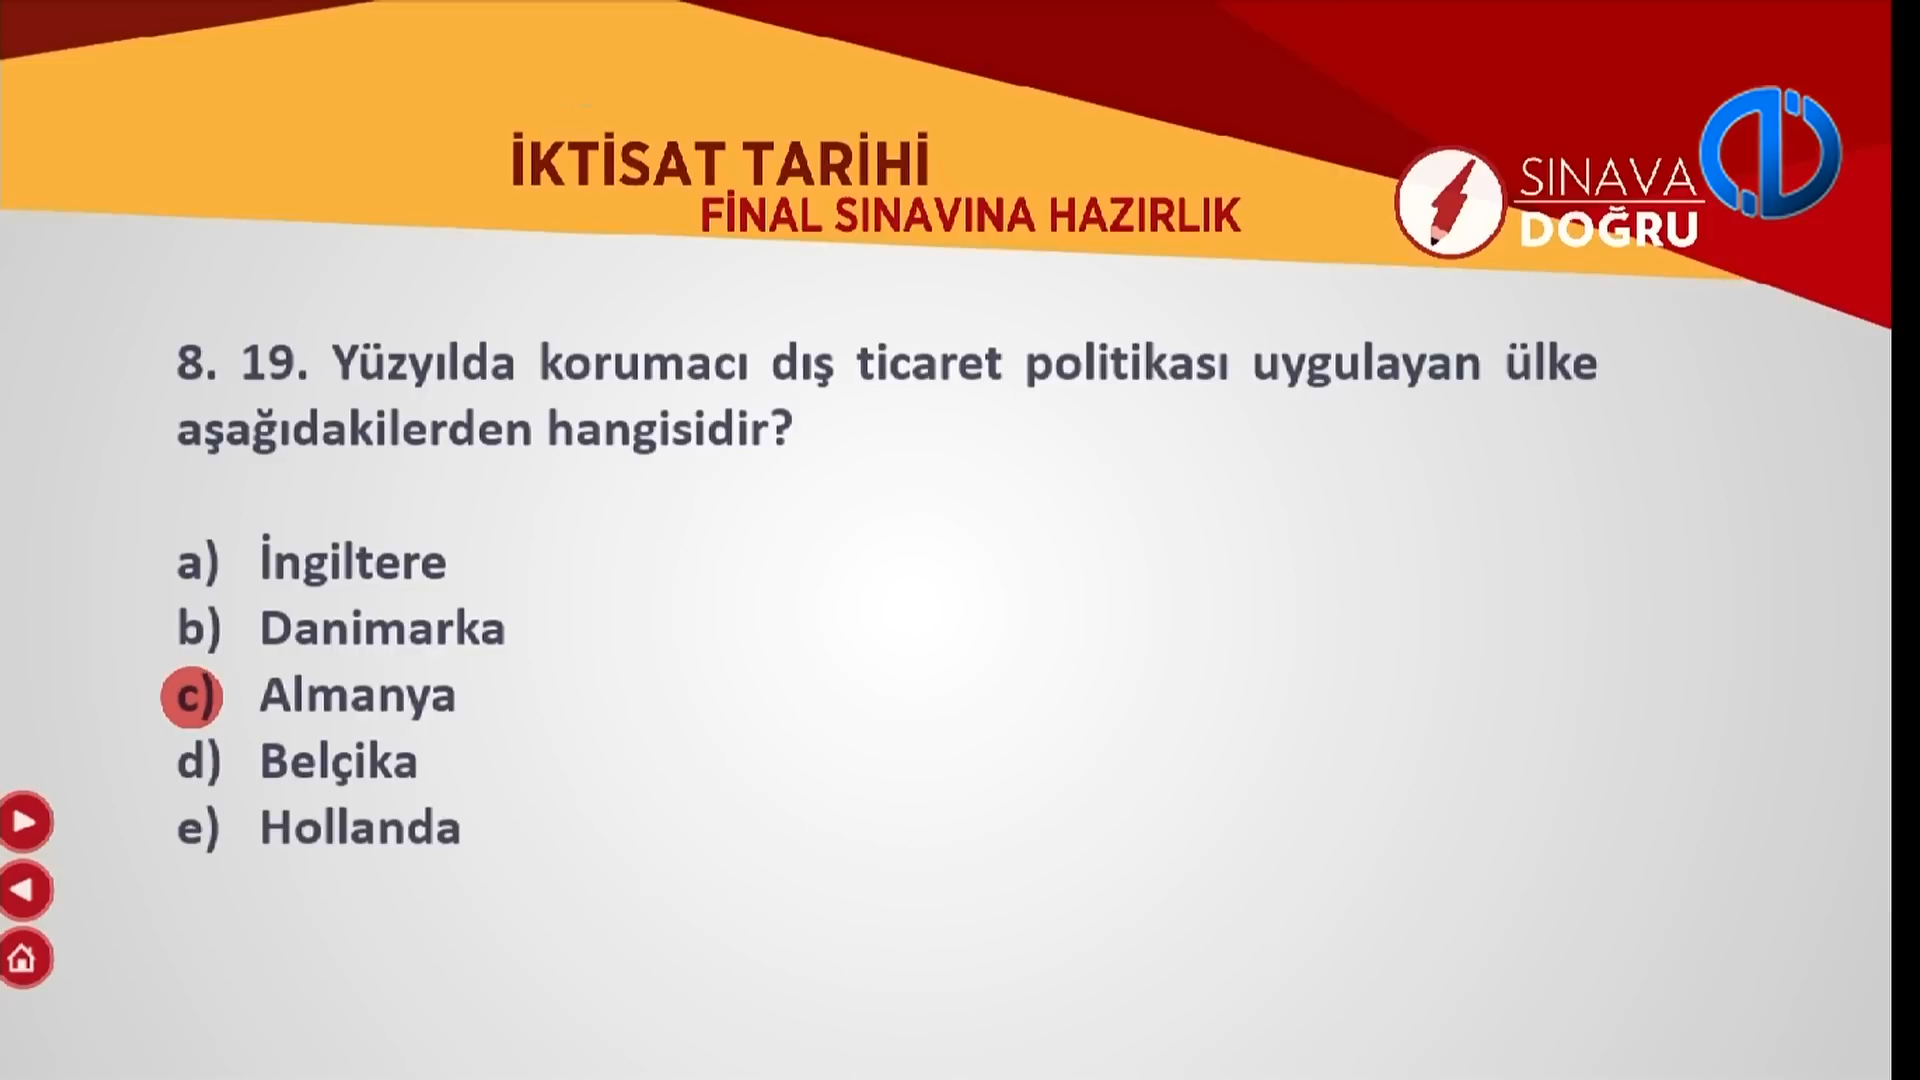 İKTİSAT TARİHİ
FİNAL SINAVINA HAZIRLIK
SINAVA
DOĞRU
8. 19. Yüzyılda korumacı dış ticaret politikası uygulayan ülke
aşağıdakilerden hangisidir?
a) İngiltere
b) Danimarka
c) Almanya
d) Belçika
e) Hollanda